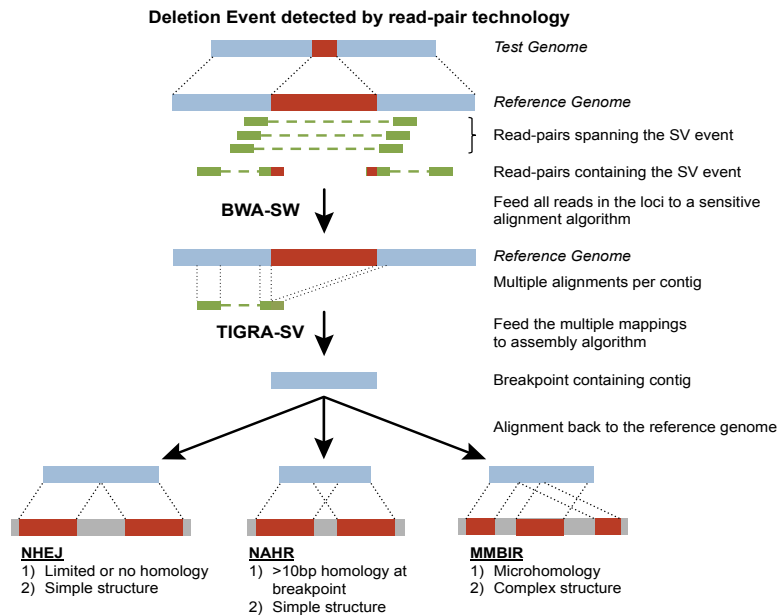 Deletion Event detected by read-pair technology
Test Genome
Reference Genome
Read-pairs spanning the SV event
Read-pairs containing the SV event
BWA-SW
Feed all reads in the loci to a sensitive
alignment algorithm
Reference Genome
Multiple alignments per contig
TIGRA-SV
Feed the multiple mappings
to assembly algorithm
Breakpoint containing contig
Alignment back to the reference genome
NHEJ
1) Limited or no homology
2) Simple structure
NAHR
1) >10bp homology at
breakpoint
2) Simple structure
MMBIR
1) Microhomology
2) Complex structure